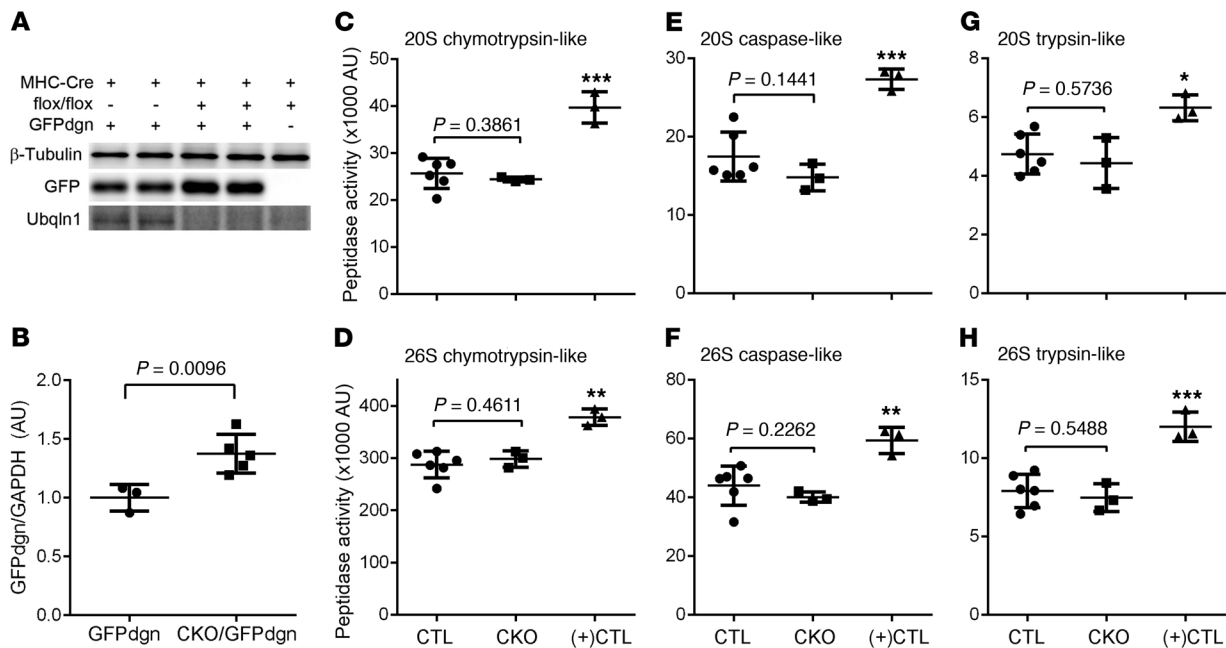 A
MHC-Cre + + + + +
flox/flox - - + + +
GFPdgn + + + + -
β-Tubulin
GFP
Ubqln1
B
P = 0.0096
GFPdgn/GAPDH (AU)
2.0
1.5
1.0
0.5
0.0
GFPdgn CKO/GFPdgn
C
20S chymotrypsin-like
Peptidase activity (x1000 AU)
50
40
30
20
10
0
P = 0.3861
***
D
26S chymotrypsin-like
Peptidase activity (x1000 AU)
400
300
200
100
0
P = 0.4611
**
CTL CKO (+)CTL
E
20S caspase-like
30
20
10
0
P = 0.1441
***
F
26S caspase-like
80
60
40
20
0
P = 0.2262
**
CTL CKO (+)CTL
G
20S trypsin-like
8
6
4
2
0
P = 0.5736
*
H
26S trypsin-like
15
10
5
0
P = 0.5488
***
CTL CKO (+)CTL